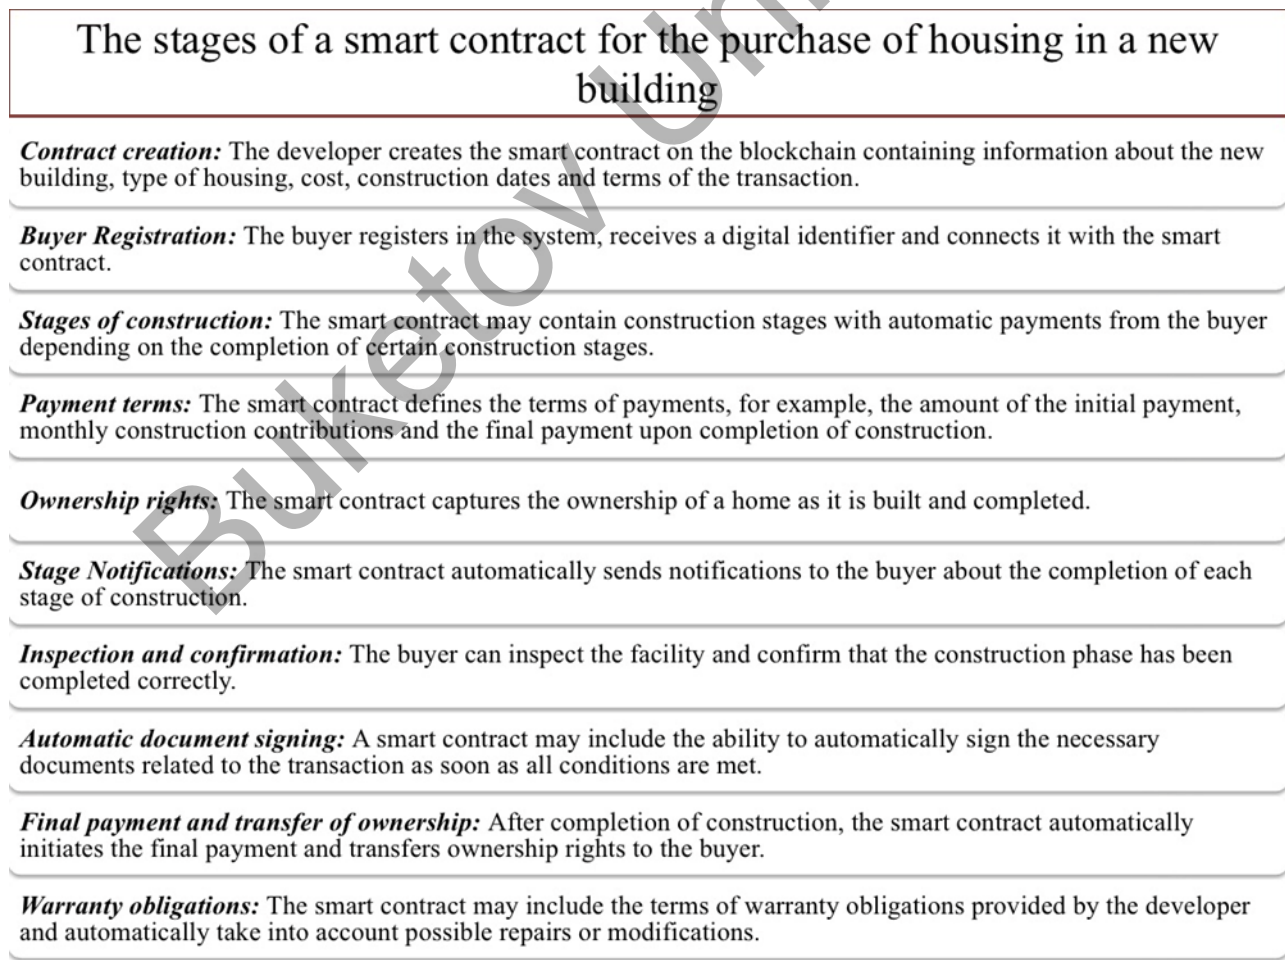 The stages of a smart contract for the purchase of housing in a new
building
Contract creation: The developer creates the smart contract on the blockchain containing information about the new
building, type of housing, cost, construction dates and terms of the transaction.
Buyer Registration: The buyer registers in the system, receives a digital identifier and connects it with the smart
contract.
Stages of construction: The smart contract may contain construction stages with automatic payments from the buyer
depending on the completion of certain construction stages.
Payment terms: The smart contract defines the terms of payments, for example, the amount of the initial payment,
monthly construction contributions and the final payment upon completion of construction.
Ownership rights: The smart contract captures the ownership of a home as it is built and completed.
Stage Notifications: The smart contract automatically sends notifications to the buyer about the completion of each
stage of construction.
Inspection and confirmation: The buyer can inspect the facility and confirm that the construction phase has been
completed correctly.
Automatic document signing: A smart contract may include the ability to automatically sign the necessary
documents related to the transaction as soon as all conditions are met.
Final payment and transfer of ownership: After completion of construction, the smart contract automatically
initiates the final payment and transfers ownership rights to the buyer.
Warranty obligations: The smart contract may include the terms of warranty obligations provided by the developer
and automatically take into account possible repairs or modifications.
Buketov